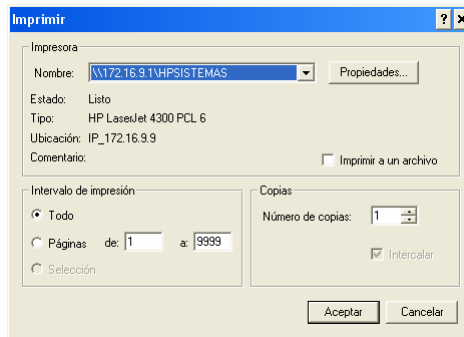 Imprimir
Impresora
Nombre: \\172.16.9.1\HPSISTEMAS Propiedades...
Estado: Listo
Tipo: HP LaserJet 4300 PCL 6
Ubicación: IP_172.16.9.9
Comentario: Imprimir a un archivo
Intervalo de impresión Copias
Todo Número de copias: 1
Páginas de: 1 a: 9999 Intercalar
Selección
Aceptar Cancelar